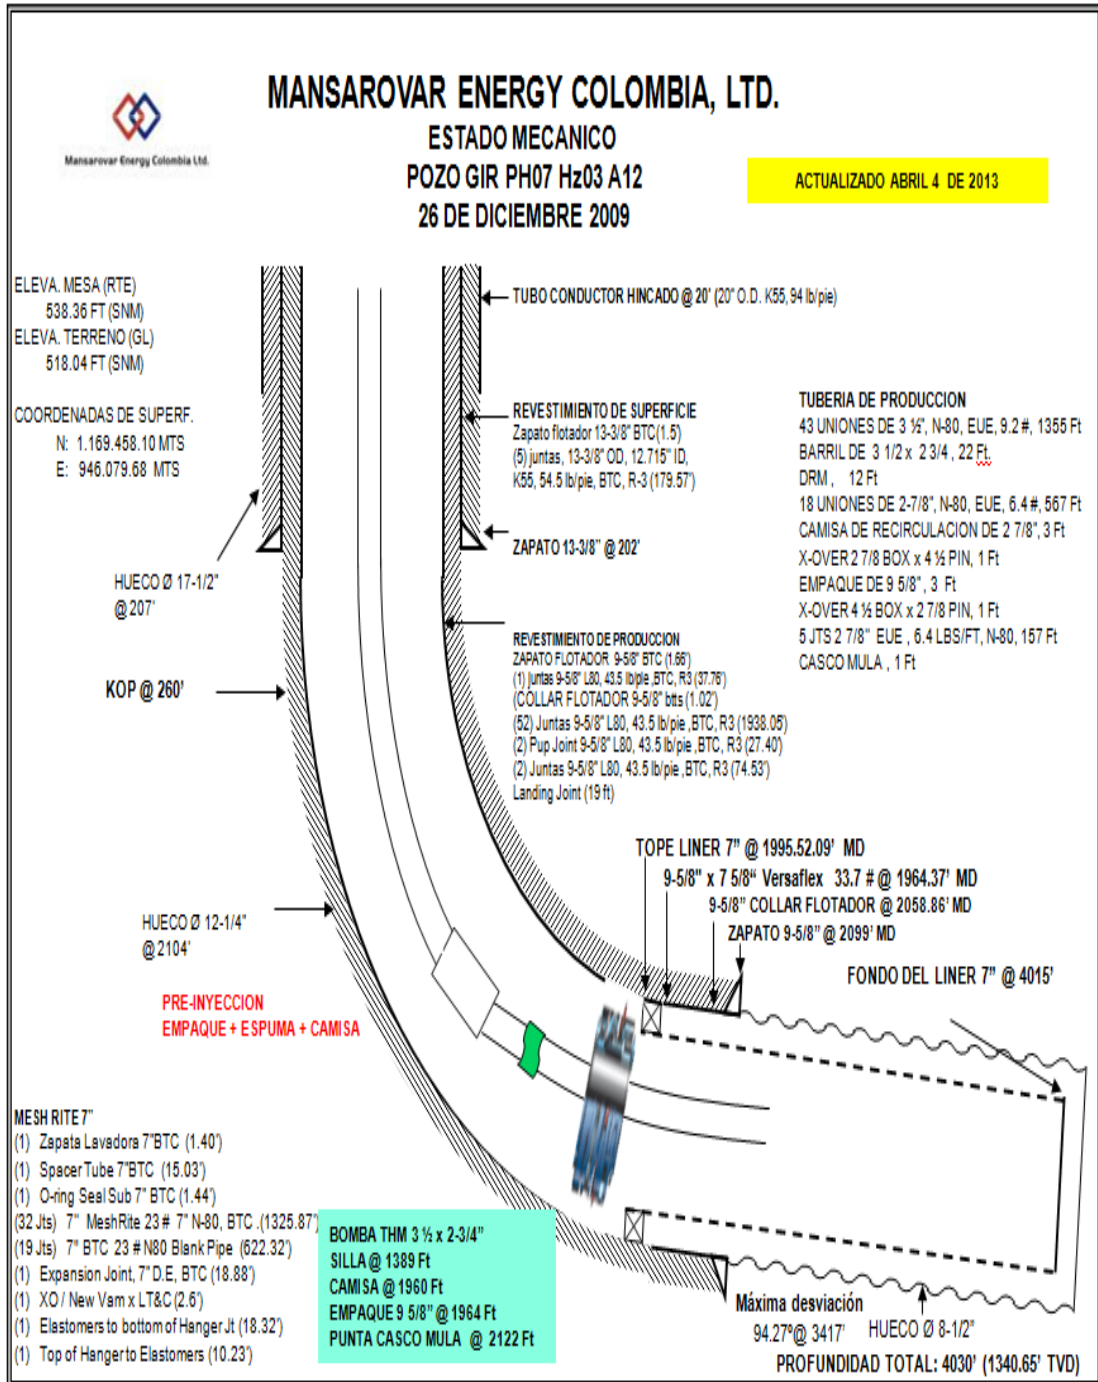 MANSAROVAR ENERGY COLOMBIA, LTD.
ESTADO MECANICO
POZO GIR PH07 Hz03 A12
26 DE DICIEMBRE 2009
Mansarovar Energy Colombia Ltd.
ACTUALIZADO ABRIL 4 DE 2013
ELEVA. MESA (RTE)
538.36 FT (SNM)
ELEVA. TERRENO (GL)
518.04 FT (SNM)
COORDENADAS DE SUPERF.
N: 1.169.458.10 MTS
E: 946.079.68 MTS
HUECO Ø 17-1/2"
@207'
KOP @ 260'
HUECO Ø 12-1/4"
@2104'
PRE-INYECCION
EMPAQUE + ESPUMA + CAMISA
TUBO CONDUCTOR HINCADO @ 20' (20" O.D. K55, 94 lb/pie)
REVESTIMIENTO DE SUPERFICIE
Zapato flotador 13-3/8" BTC(1.5)
(5) juntas, 13-3/8" OD, 12.715" ID,
K55, 54.5 lb/pie, BTC, R-3 (179.57')
ZAPATO 13-3/8" @ 202'
REVESTIMIENTO DE PRODUCCION
ZAPATO FLOTADOR 9-5/8" BTC (1.66')
(1) juntas 9-5/8" L80, 43.5 lb/pie ,BTC, R3 (37.76')
(COLLAR FLOTADOR 9-5/8" btts (1.02')
(52) Juntas 9-5/8" L80, 43.5 lb/pie ,BTC, R3 (1938.05')
(2) Pup Joint 9-5/8" L80, 43.5 lb/pie ,BTC, R3 (27.40')
(2) Juntas 9-5/8" L80, 43.5 lb/pie ,BTC, R3 (74.53')
Landing Joint (19 ft)
TUBERIA DE PRODUCCION
43 UNIONES DE 3 ½", N-80, EUE, 9.2 #, 1355 Ft
BARRIL DE 3 1/2 x 2 3/4 , 22 Ft.
DRM , 12 Ft
18 UNIONES DE 2-7/8", N-80, EUE, 6.4 #, 567 Ft
CAMISA DE RECIRCULACION DE 2 7/8", 3 Ft
X-OVER 2 7/8 BOX x 4 ½ PIN, 1 Ft
EMPAQUE DE 9 5/8", 3 Ft
X-OVER 4 ½ BOX x 2 7/8 PIN, 1 Ft
5 JTS 2 7/8" EUE , 6.4 LBS/FT, N-80, 157 Ft
CASCO MULA , 1 Ft
TOPE LINER 7" @ 1995.52.09' MD
9-5/8" x 7 5/8" Versaflex 33.7 # @ 1964.37' MD
9-5/8" COLLAR FLOTADOR @ 2058.86' MD
ZAPATO 9-5/8" @ 2099' MD
FONDO DEL LINER 7" @ 4015'
MESH RITE 7"
(1) Zapata Lavadora 7"BTC (1.40')
(1) Spacer Tube 7"BTC (15.03')
(1) O-ring Seal Sub 7" BTC (1.44')
(32 Jts) 7" MeshRite 23 # 7" N-80, BTC .(1325.87')
(19 Jts) 7" BTC 23 # N80 Blank Pipe (622.32')
(1) Expansion Joint, 7" D.E, BTC (18.88')
(1) XO / New Vam x LT&C (2.6')
(1) Elastomers to bottom of Hanger Jt (18.32')
(1) Top of Hanger to Elastomers (10.23')
BOMBA THM 3 ½ x 2-3/4"
SILLA @ 1389 Ft
CAMISA @ 1960 Ft
EMPAQUE 9 5/8" @ 1964 Ft
PUNTA CASCO MULA @ 2122 Ft
Máxima desviación
94.27º@ 3417'
HUECO Ø 8-1/2"
PROFUNDIDAD TOTAL: 4030' (1340.65' TVD)